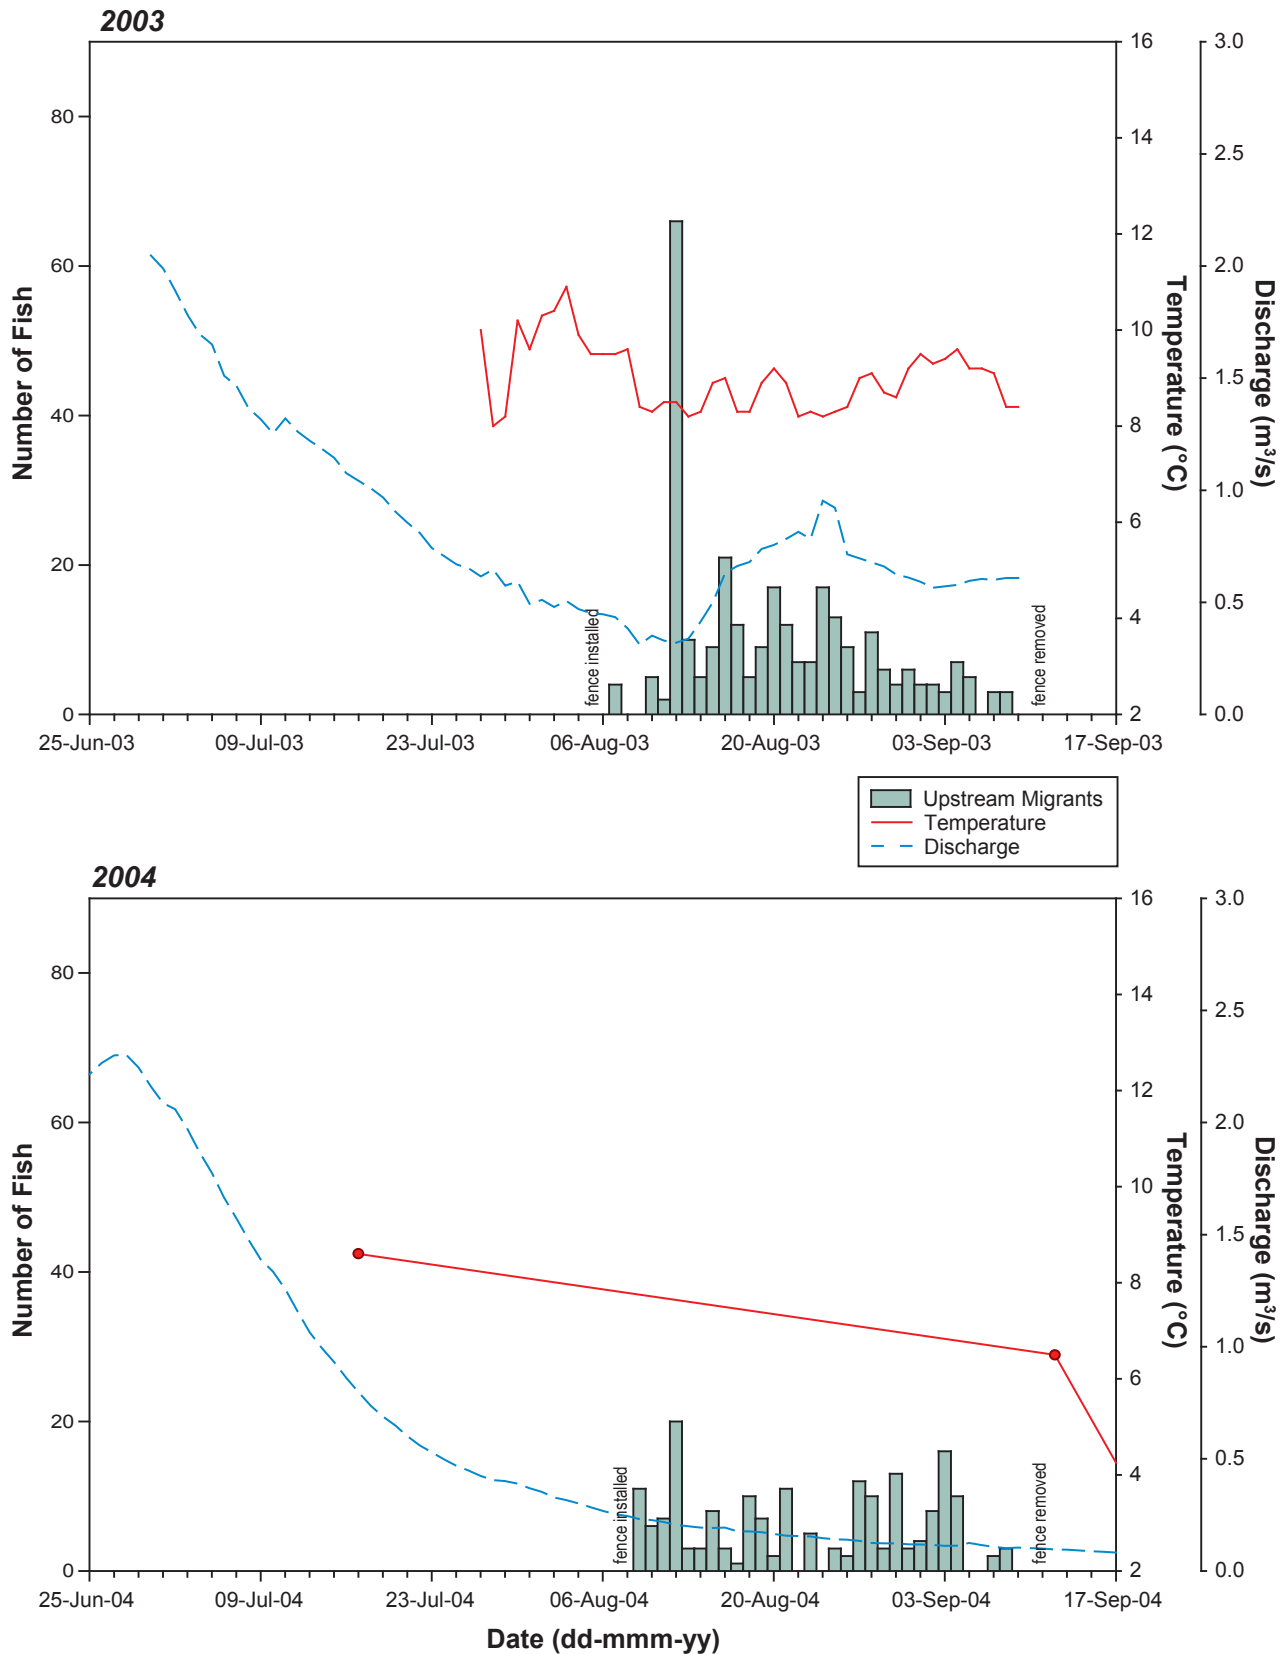 2003
16
3.0
80
14
2.5
12
60
2.0
Number of Fish
Temperature (°C)
Discharge (m³/s)
10
1.5
40
8
1.0
6
20
4
0.5
fence installed
fence removed
0
2
0.0
25-Jun-03
09-Jul-03
23-Jul-03
06-Aug-03
20-Aug-03
03-Sep-03
17-Sep-03
Upstream Migrants
Temperature
Discharge
2004
16
3.0
80
14
2.5
12
60
2.0
Number of Fish
Temperature (°C)
Discharge (m³/s)
10
1.5
40
8
1.0
6
20
4
0.5
fence installed
fence removed
0
2
0.0
25-Jun-04
09-Jul-04
23-Jul-04
06-Aug-04
20-Aug-04
03-Sep-04
17-Sep-04
Date (dd-mmm-yy)